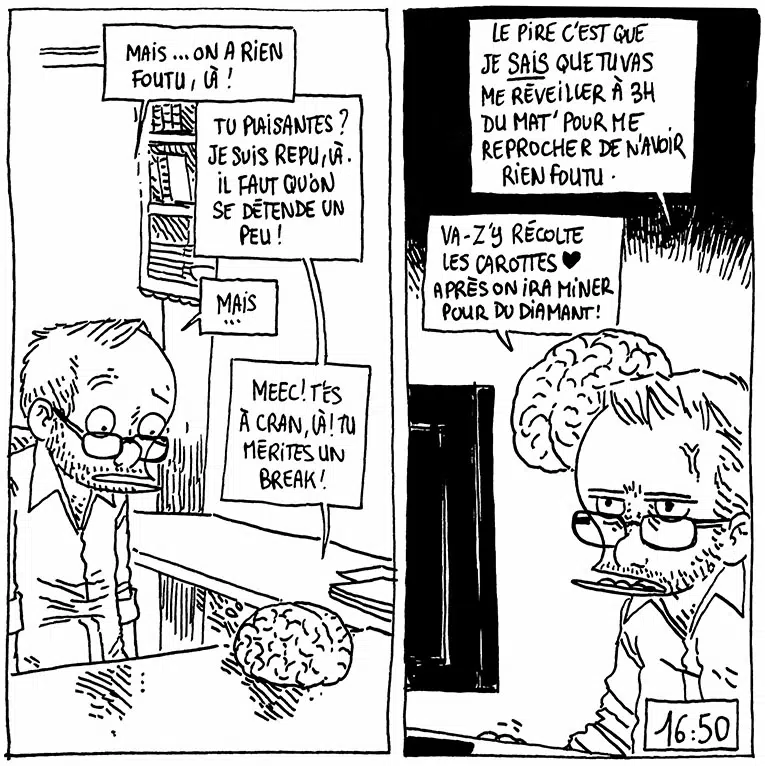 MAIS ... ON A RIEN
FOUTU, LÀ !
TU PLAISANTES ?
JE SUIS REPU, LÀ.
IL FAUT QU'ON
SE DÉTENDE UN
PEU !
MAIS
...
MEEC ! T'ES
À CRAN, LÀ ! TU
MÉRITES UN
BREAK !
LE PIRE C'EST QUE
JE SAIS QUE TU VAS
ME RÉVEILLER À 3H
DU MAT' POUR ME
REPROCHER DE N'AVOIR
RIEN FOUTU.
VA-Z'Y RÉCOLTE
LES CAROTTES ♥
APRÈS ON IRA MINER
POUR DU DIAMANT !
16:50